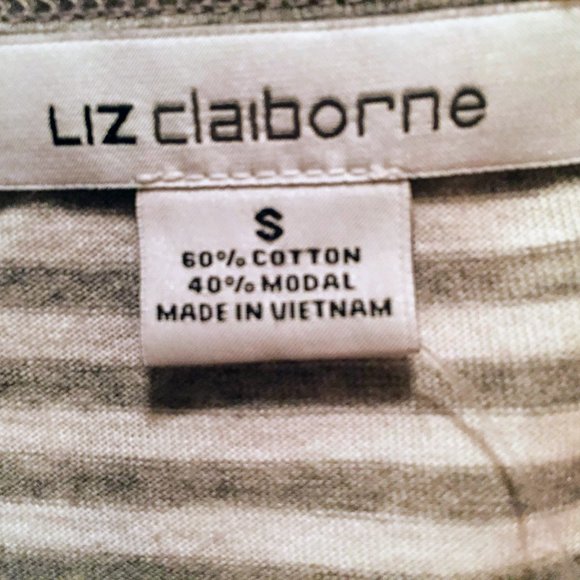 LIZ claiborne
S
60% COTTON
40% MODAL
MADE IN VIETNAM